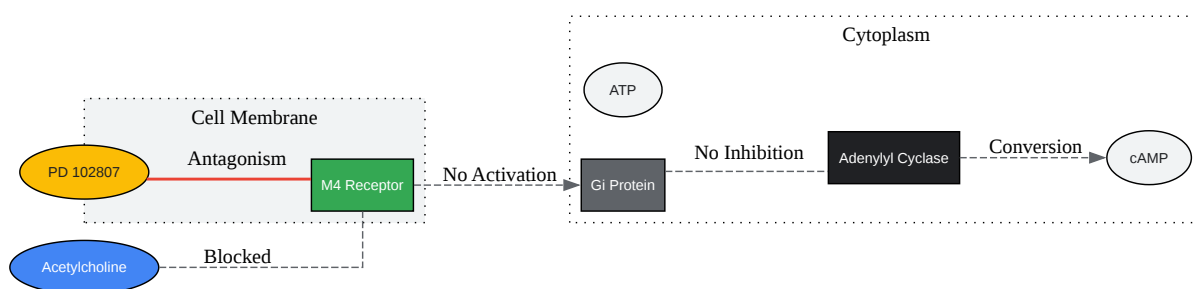 Cytoplasm
ATP
Cell Membrane
PD 102807
Antagonism
M4 Receptor
No Activation
Gi Protein
No Inhibition
Adenylyl Cyclase
Conversion
cAMP
Acetylcholine
Blocked